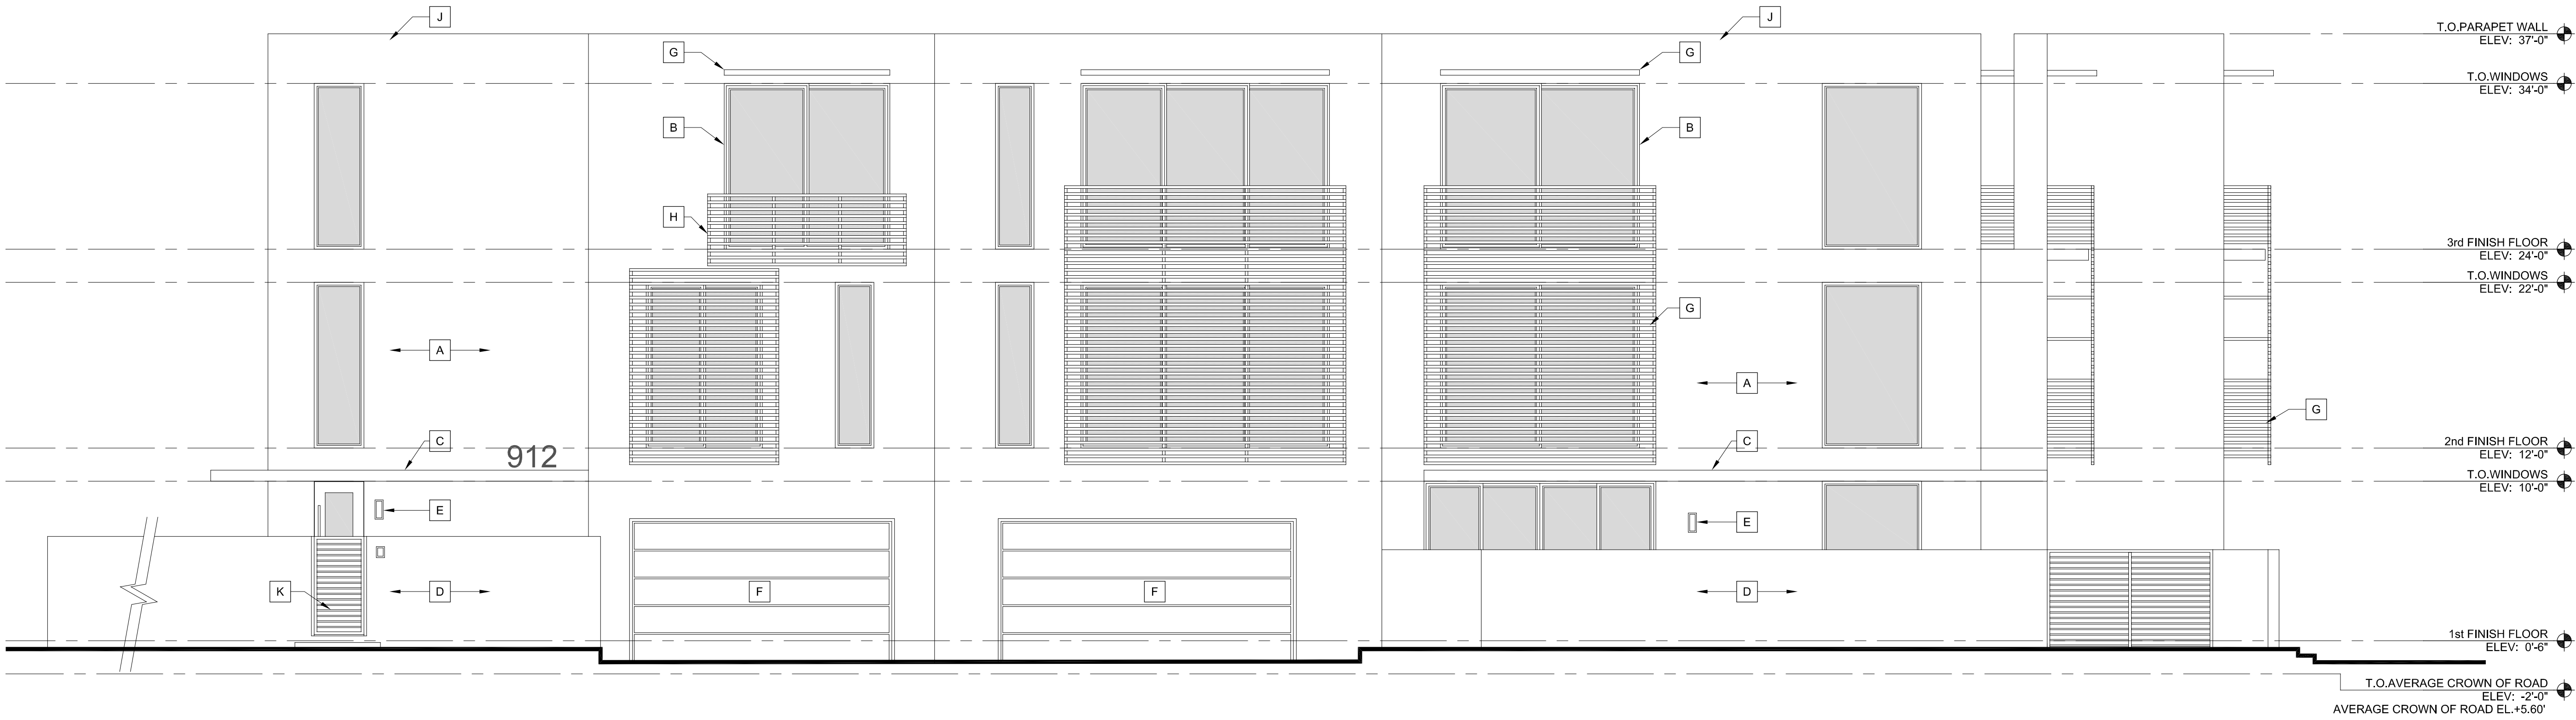 J
J
T.O.PARAPET WALL
ELEV: 37'-0"
G
G
T.O.WINDOWS
ELEV: 34'-0"
B
B
H
3rd FINISH FLOOR
ELEV: 24'-0"
T.O.WINDOWS
ELEV: 22'-0"
G
A
A
G
C
912
C
2nd FINISH FLOOR
ELEV: 12'-0"
T.O.WINDOWS
ELEV: 10'-0"
E
E
K
D
F
F
D
1st FINISH FLOOR
ELEV: 0'-6"
T.O.AVERAGE CROWN OF ROAD
ELEV: -2'-0"
AVERAGE CROWN OF ROAD EL.+5.60'